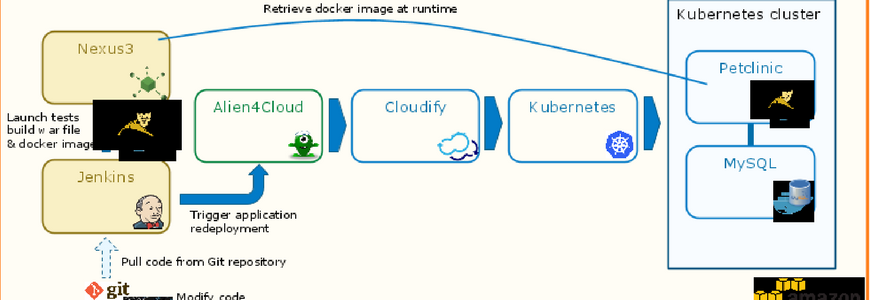 Retrieve docker image at runtime
Kubernetes cluster
Nexus3
Petclinic
Launch tests
build war file
& docker image
Alien4Cloud
Cloudify
Kubernetes
MySQL
Jenkins
Trigger application
redeployment
Pull code from Git repository
git
Modify code
amazon